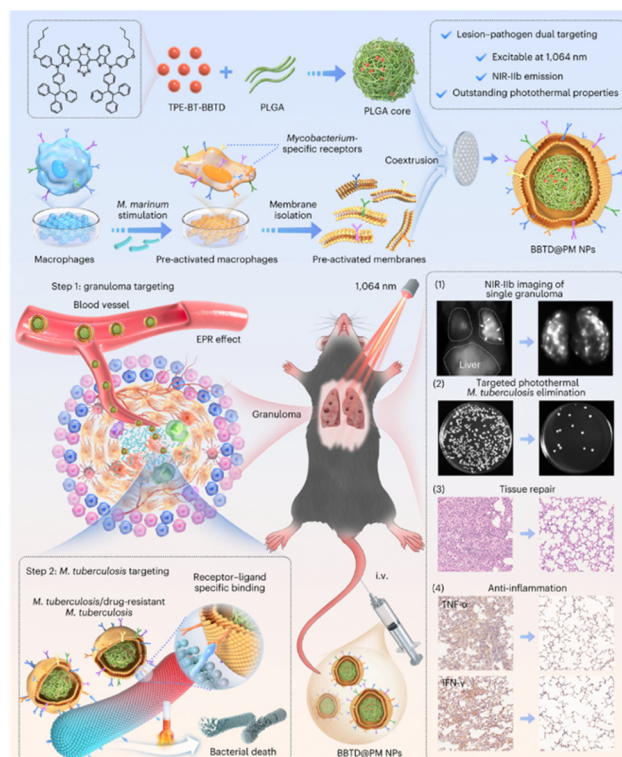 TPE-BT-BBTD
PLGA
PLGA core
Lesion–pathogen dual targeting
Excitable at 1,064 nm
NIR-IIb emission
Outstanding photothermal properties
Mycobacterium-
specific receptors
Coextrusion
M. marinum
stimulation
Membrane
isolation
Macrophages
Pre-activated macrophages
Pre-activated membranes
BBTD@PM NPs
Step 1: granuloma targeting
Blood vessel
EPR effect
Granuloma
1,064 nm
(1)
NIR-IIb imaging of
single granuloma
Liver
(2)
Targeted photothermal
M. tuberculosis elimination
(3)
Tissue repair
(4)
Anti-inflammation
TNF-α
IFN-γ
Step 2: M. tuberculosis targeting
Receptor–ligand
specific binding
M. tuberculosis/drug-resistant
M. tuberculosis
Bacterial death
i.v.
BBTD@PM NPs